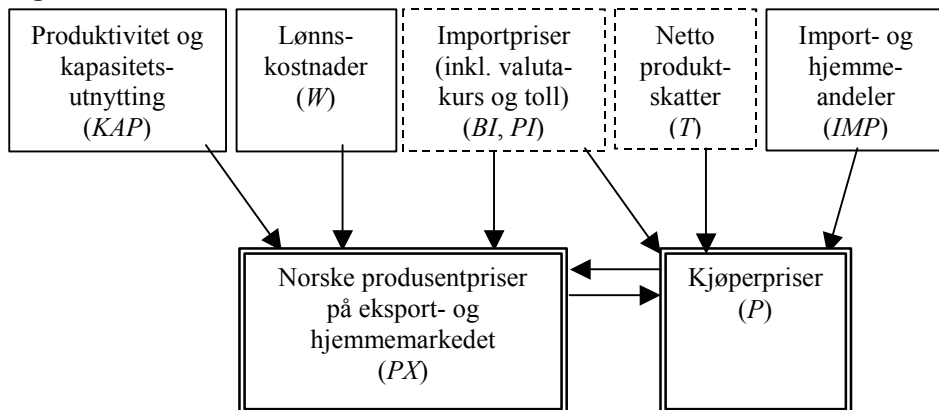 Produktivitet og
kapasitets-
utnytting
(KAP)
Lønns-
kostnader
(W)
Importpriser
(inkl. valuta-
kurs og toll)
(BI, PI)
Netto
produkt-
skatter
(T)
Import- og
hjemme-
andeler
(IMP)
Norske produsentpriser
på eksport- og
hjemmemarkedet
(PX)
Kjøperpriser
(P)